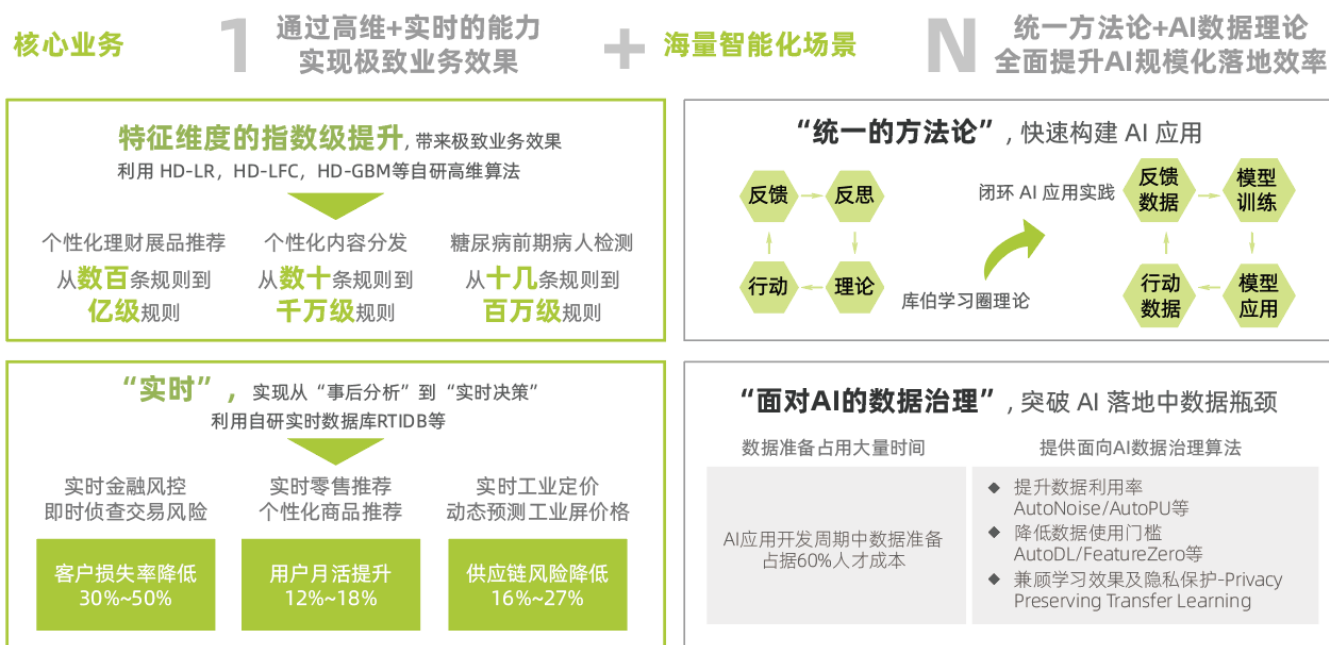 核心业务
1
通过高维+实时的能力
实现极致业务效果
+
海量智能化场景
N
统一方法论+AI数据理论
全面提升AI规模化落地效率
特征维度的指数级提升, 带来极致业务效果
利用 HD-LR，HD-LFC，HD-GBM等自研高维算法
个性化理财展品推荐
从数百条规则到
亿级规则
个性化内容分发
从数十条规则到
千万级规则
糖尿病前期病人检测
从十几条规则到
百万级规则
“实时”，实现从“事后分析”到“实时决策”
利用自研实时数据库RTIDB等
实时金融风控
即时侦查交易风险
客户损失率降低
30%~50%
实时零售推荐
个性化商品推荐
用户月活提升
12%~18%
实时工业定价
动态预测工业屏价格
供应链风险降低
16%~27%
“统一的方法论”, 快速构建 AI 应用
反馈
反思
行动
理论
闭环 AI 应用实践
库伯学习圈理论
反馈
数据
模型
训练
行动
数据
模型
应用
“面对AI的数据治理”, 突破 AI 落地中数据瓶颈
数据准备占用大量时间
AI应用开发周期中数据准备
占据60%人才成本
提供面向AI数据治理算法
◆ 提升数据利用率
AutoNoise/AutoPU等
◆ 降低数据使用门槛
AutoDL/FeatureZero等
◆ 兼顾学习效果及隐私保护-Privacy
Preserving Transfer Learning